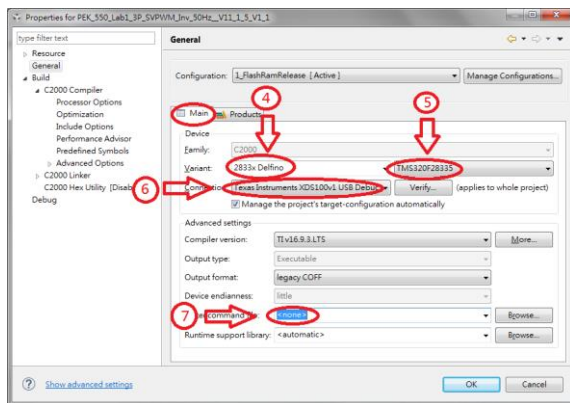 Properties for PEK_550_Lab1_3P_SVPWM_Inv_50Hz_V11_1_5_V1_1
type filter text
General
Resource
General
Build
C2000 Compiler
Processor Options
Optimization
Include Options
Performance Advisor
Predefined Symbols
Advanced Options
C2000 Linker
C2000 Hex Utility [Disab
Debug
Configuration: 1_FlashRamRelease [ Active ] Manage Configurations...
Main Products
4
5
Device
Family: C2000
Variant: 2833x Delfino TMS320F28335
6
Connection: Texas Instruments XDS100v1 USB Debug Verify... (applies to whole project)
Manage the project's target-configuration automatically
Advanced settings
Compiler version: TI v16.9.3.LTS More...
Output type: Executable
Output format: legacy COFF
Device endianness: little
7
command file: <none> Browse...
Runtime support library: <automatic> Browse...
Show advanced settings
OK Cancel